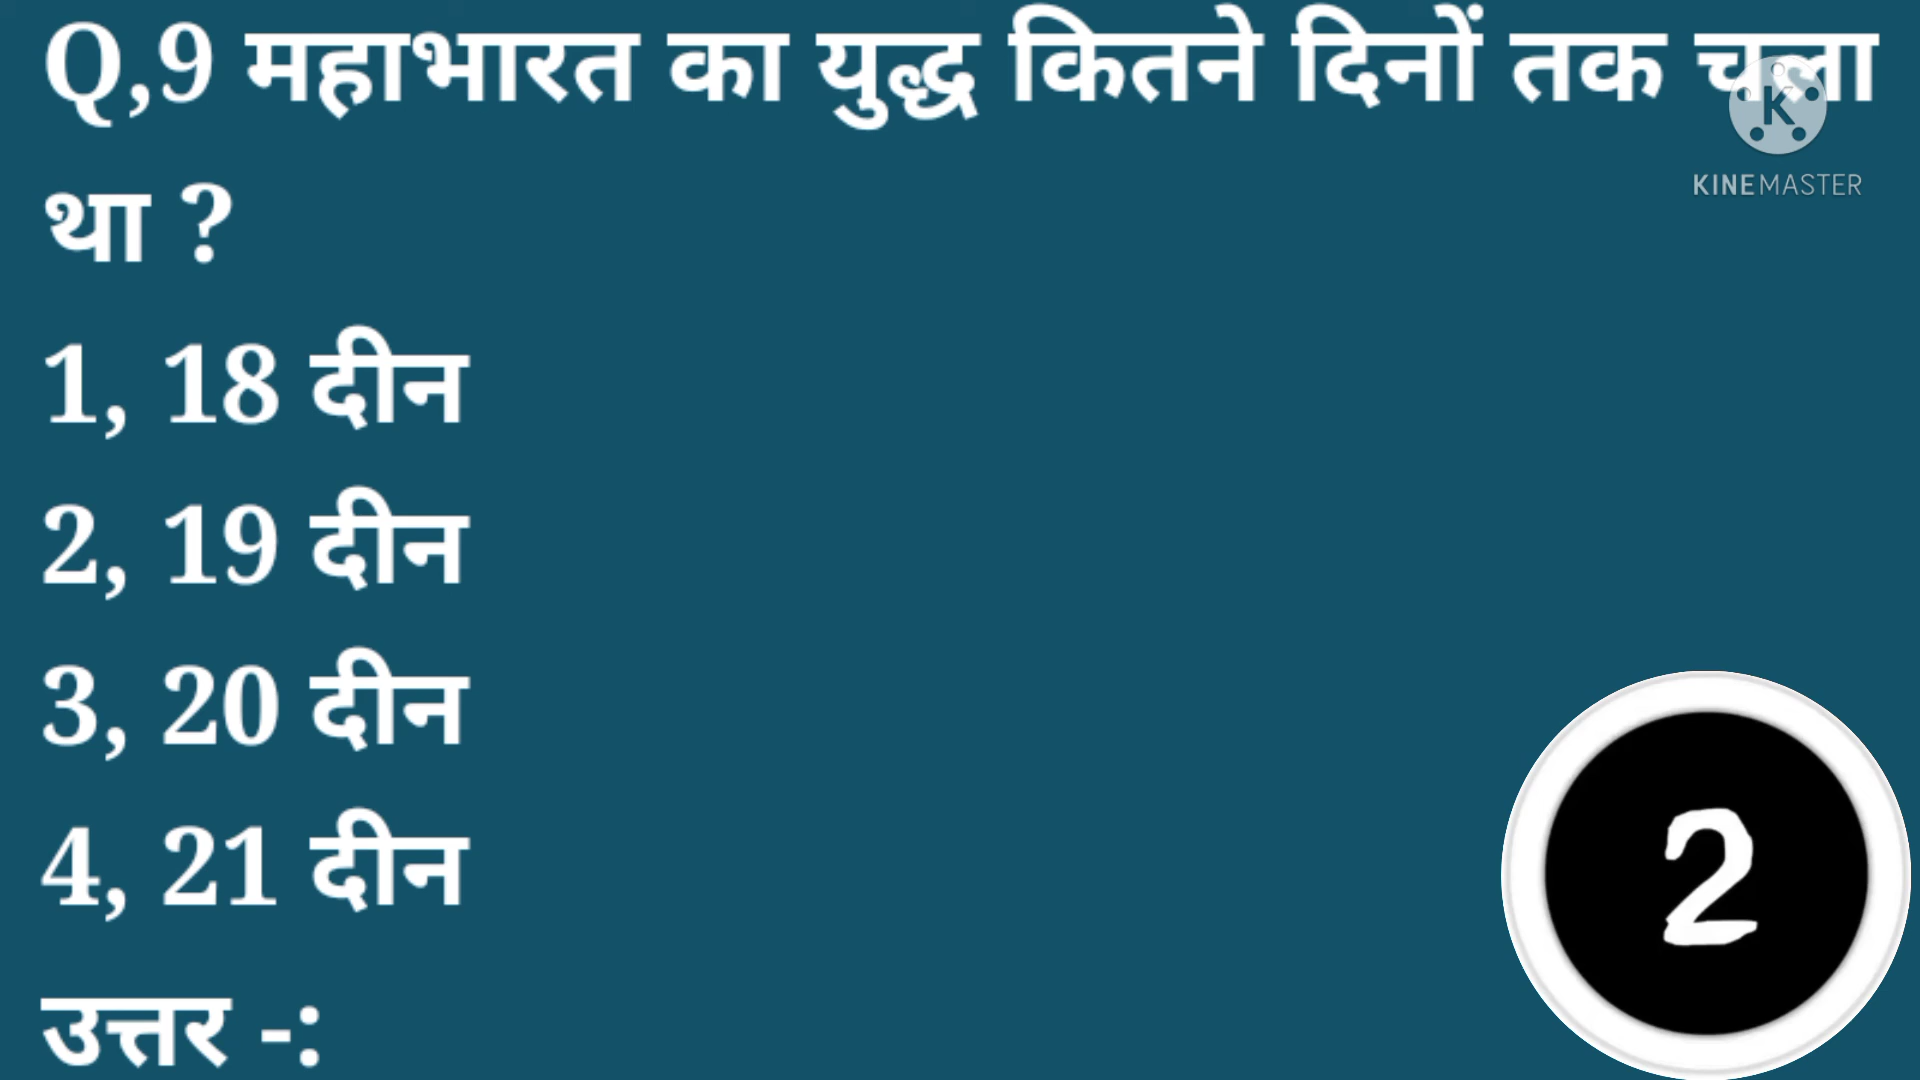 Q,9 महाभारत का युद्ध कितने दिनों तक चला
था ?
1, 18 दीन
2, 19 दीन
3, 20 दीन
4, 21 दीन
उत्तर -:
K
KINEMASTER
2